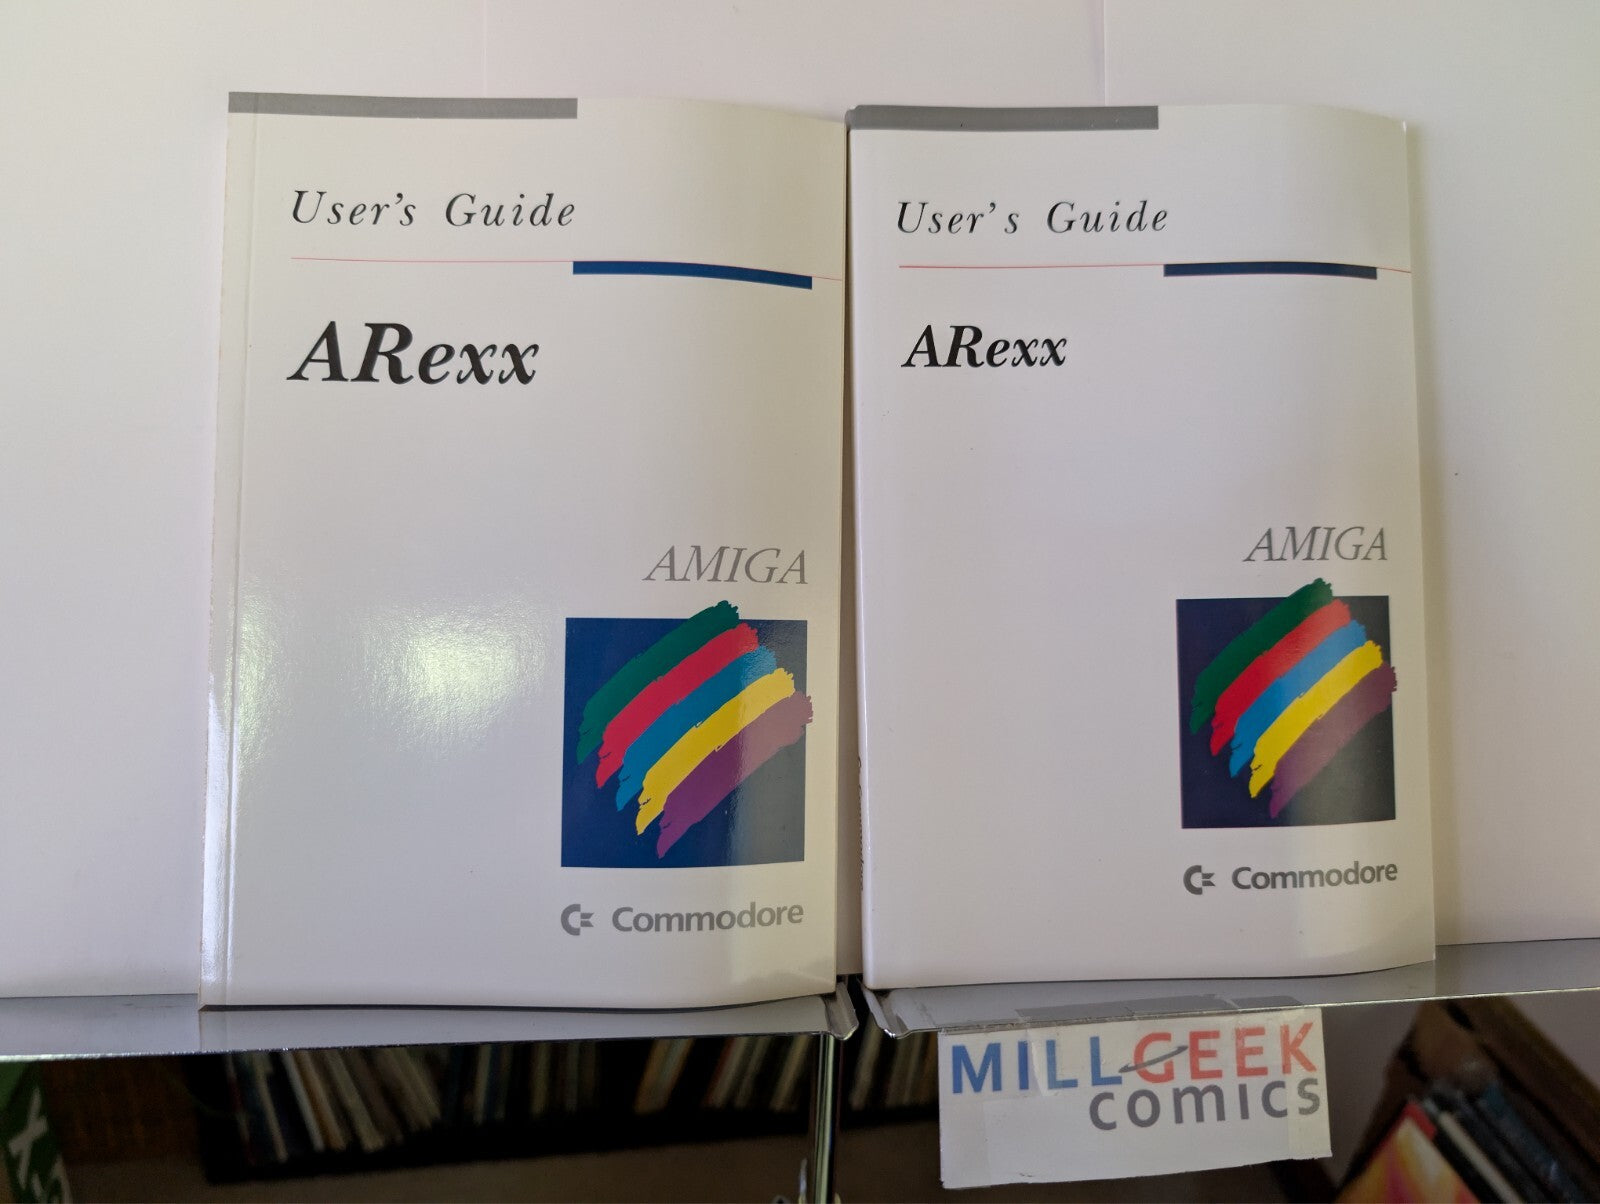 User's Guide
ARexx
AMIGA
Commodore
User's Guide
ARexx
AMIGA
Commodore
MILLGEEK
comics